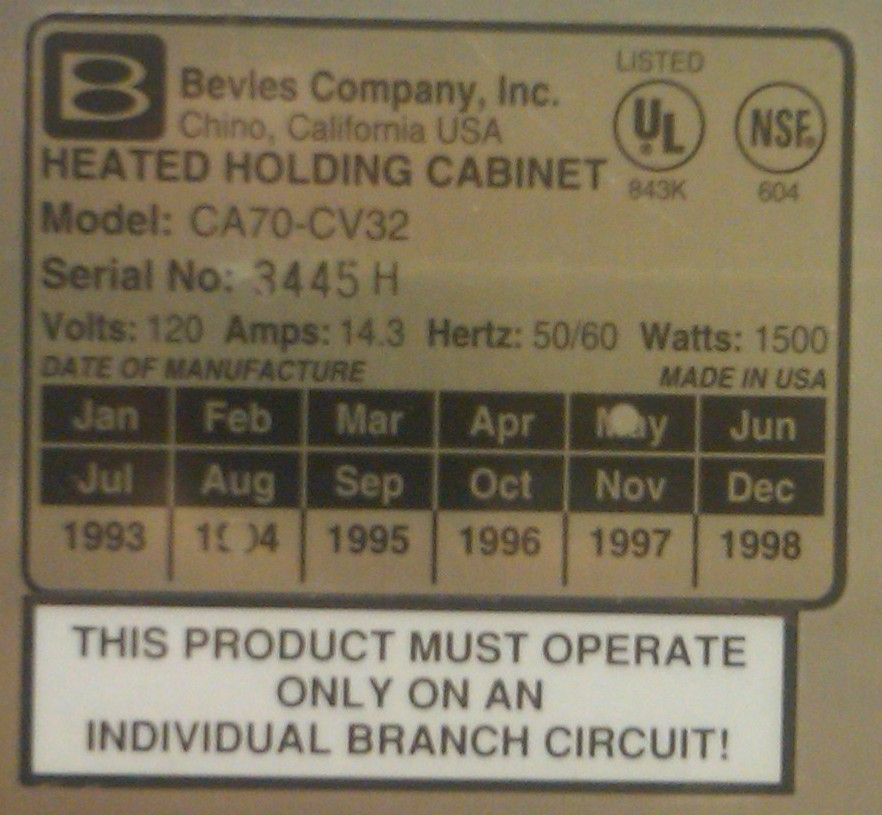 B Bevles Company, Inc.
Chino, California USA
LISTED
UL
843K
NSF
604
HEATED HOLDING CABINET
Model: CA70-CV32
Serial No: 3445 H
Volts: 120 Amps: 14.3 Hertz: 50/60 Watts: 1500
DATE OF MANUFACTURE MADE IN USA
Jan Feb Mar Apr May Jun
Jul Aug Sep Oct Nov Dec
1993 1994 1995 1996 1997 1998
THIS PRODUCT MUST OPERATE
ONLY ON AN
INDIVIDUAL BRANCH CIRCUIT!